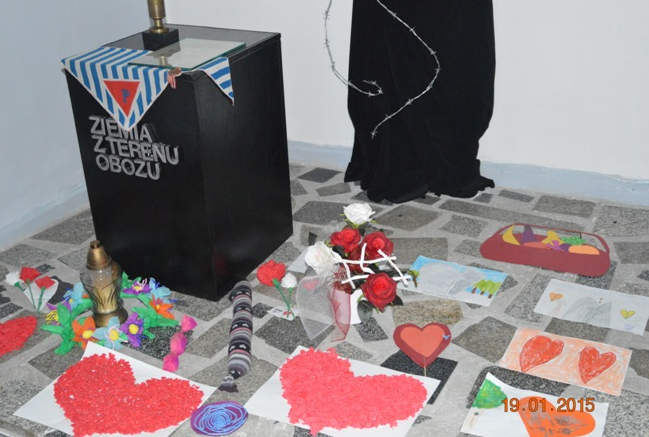 ZIEMIA
Z TERENU
OBOZU
19.01.2015